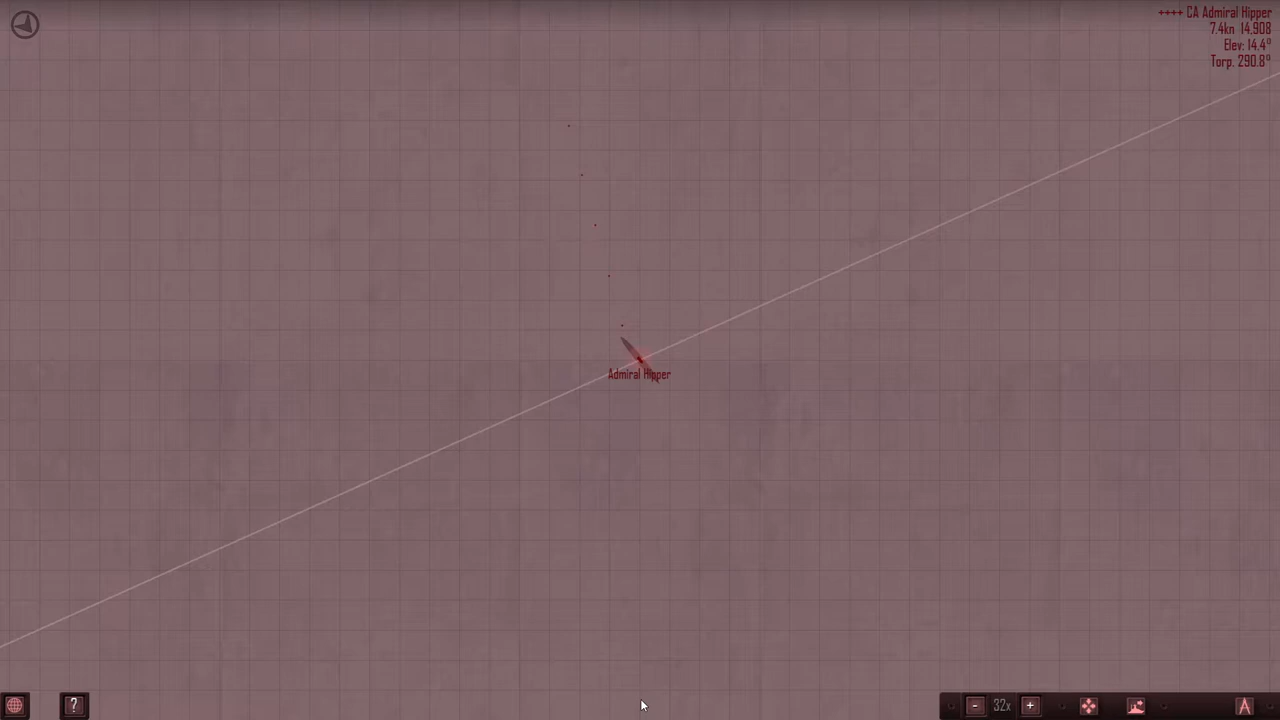 ++++ CA Admiral Hipper
7.4kn 14.908
Elev: 14.4°
Torp. 290.8°
Admiral Hipper
?
- 32x +